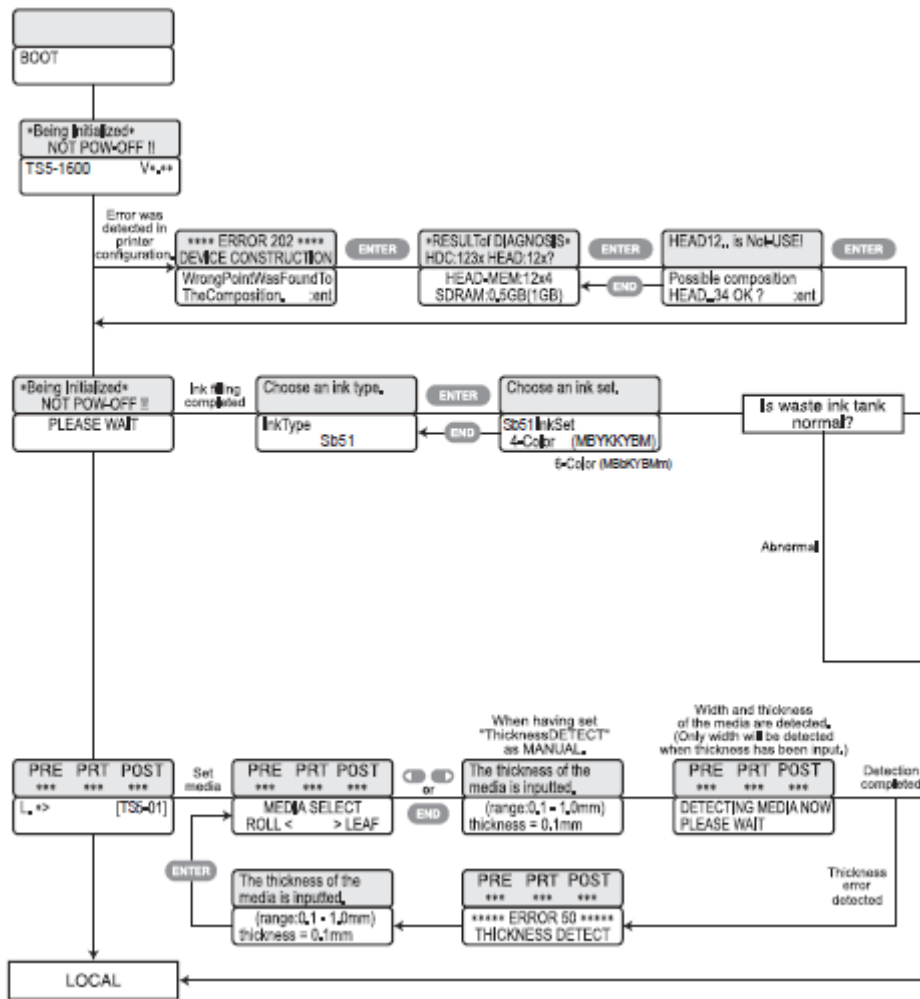 BOOT
*Being Initialized*
NOT POW-OFF !!
TS5-1600 V*.**
Error was
detected in
printer
configuration.
**** ERROR 202 ****
DEVICE CONSTRUCTION
WrongPointWasFoundTo
TheComposition. :ent
ENTER
*RESULTof DIAGNOSIS*
HDC:123x HEAD:12x?
HEAD-MEM:12x4
SDRAM:0.5GB(1GB)
ENTER
END
HEAD12,, is Not-USE!
Possible composition
HEAD__34 OK ? :ent
ENTER
*Being Initialized*
NOT POW-OFF !!
PLEASE WAIT
Ink filling
completed
Choose an ink type.
InkType
Sb51
ENTER
END
Choose an ink set.
Sb51InkSet
4-Color (MBYKKYBM)
6-Color (MBbKYBMm)
Is waste ink tank
normal?
Abnormal
PRE PRT POST
*** *** ***
L. *> [TS5-01]
Set
media
PRE PRT POST
*** *** ***
MEDIA SELECT
ROLL < > LEAF
or
END
When having set
"ThicknessDETECT"
as MANUAL.
The thickness of the
media is inputted.
(range:0.1 - 1.0mm)
thickness = 0.1mm
Width and thickness
of the media are detected.
(Only width will be detected
when thickness has been input.)
PRE PRT POST
*** *** ***
DETECTING MEDIA NOW
PLEASE WAIT
Detection
completed
ENTER
The thickness of the
media is inputted.
(range:0.1 - 1.0mm)
thickness = 0.1mm
PRE PRT POST
*** *** ***
***** ERROR 50 *****
THICKNESS DETECT
Thickness
error
detected
LOCAL